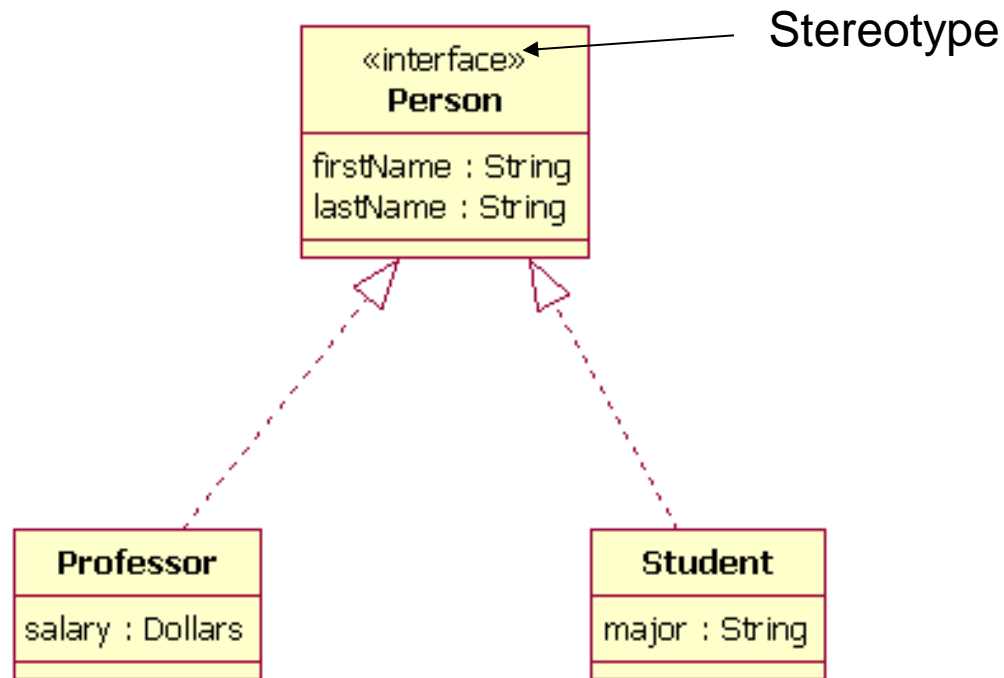 Stereotype
«interface»
Person
firstName : String
lastName : String
Professor
salary : Dollars
Student
major : String